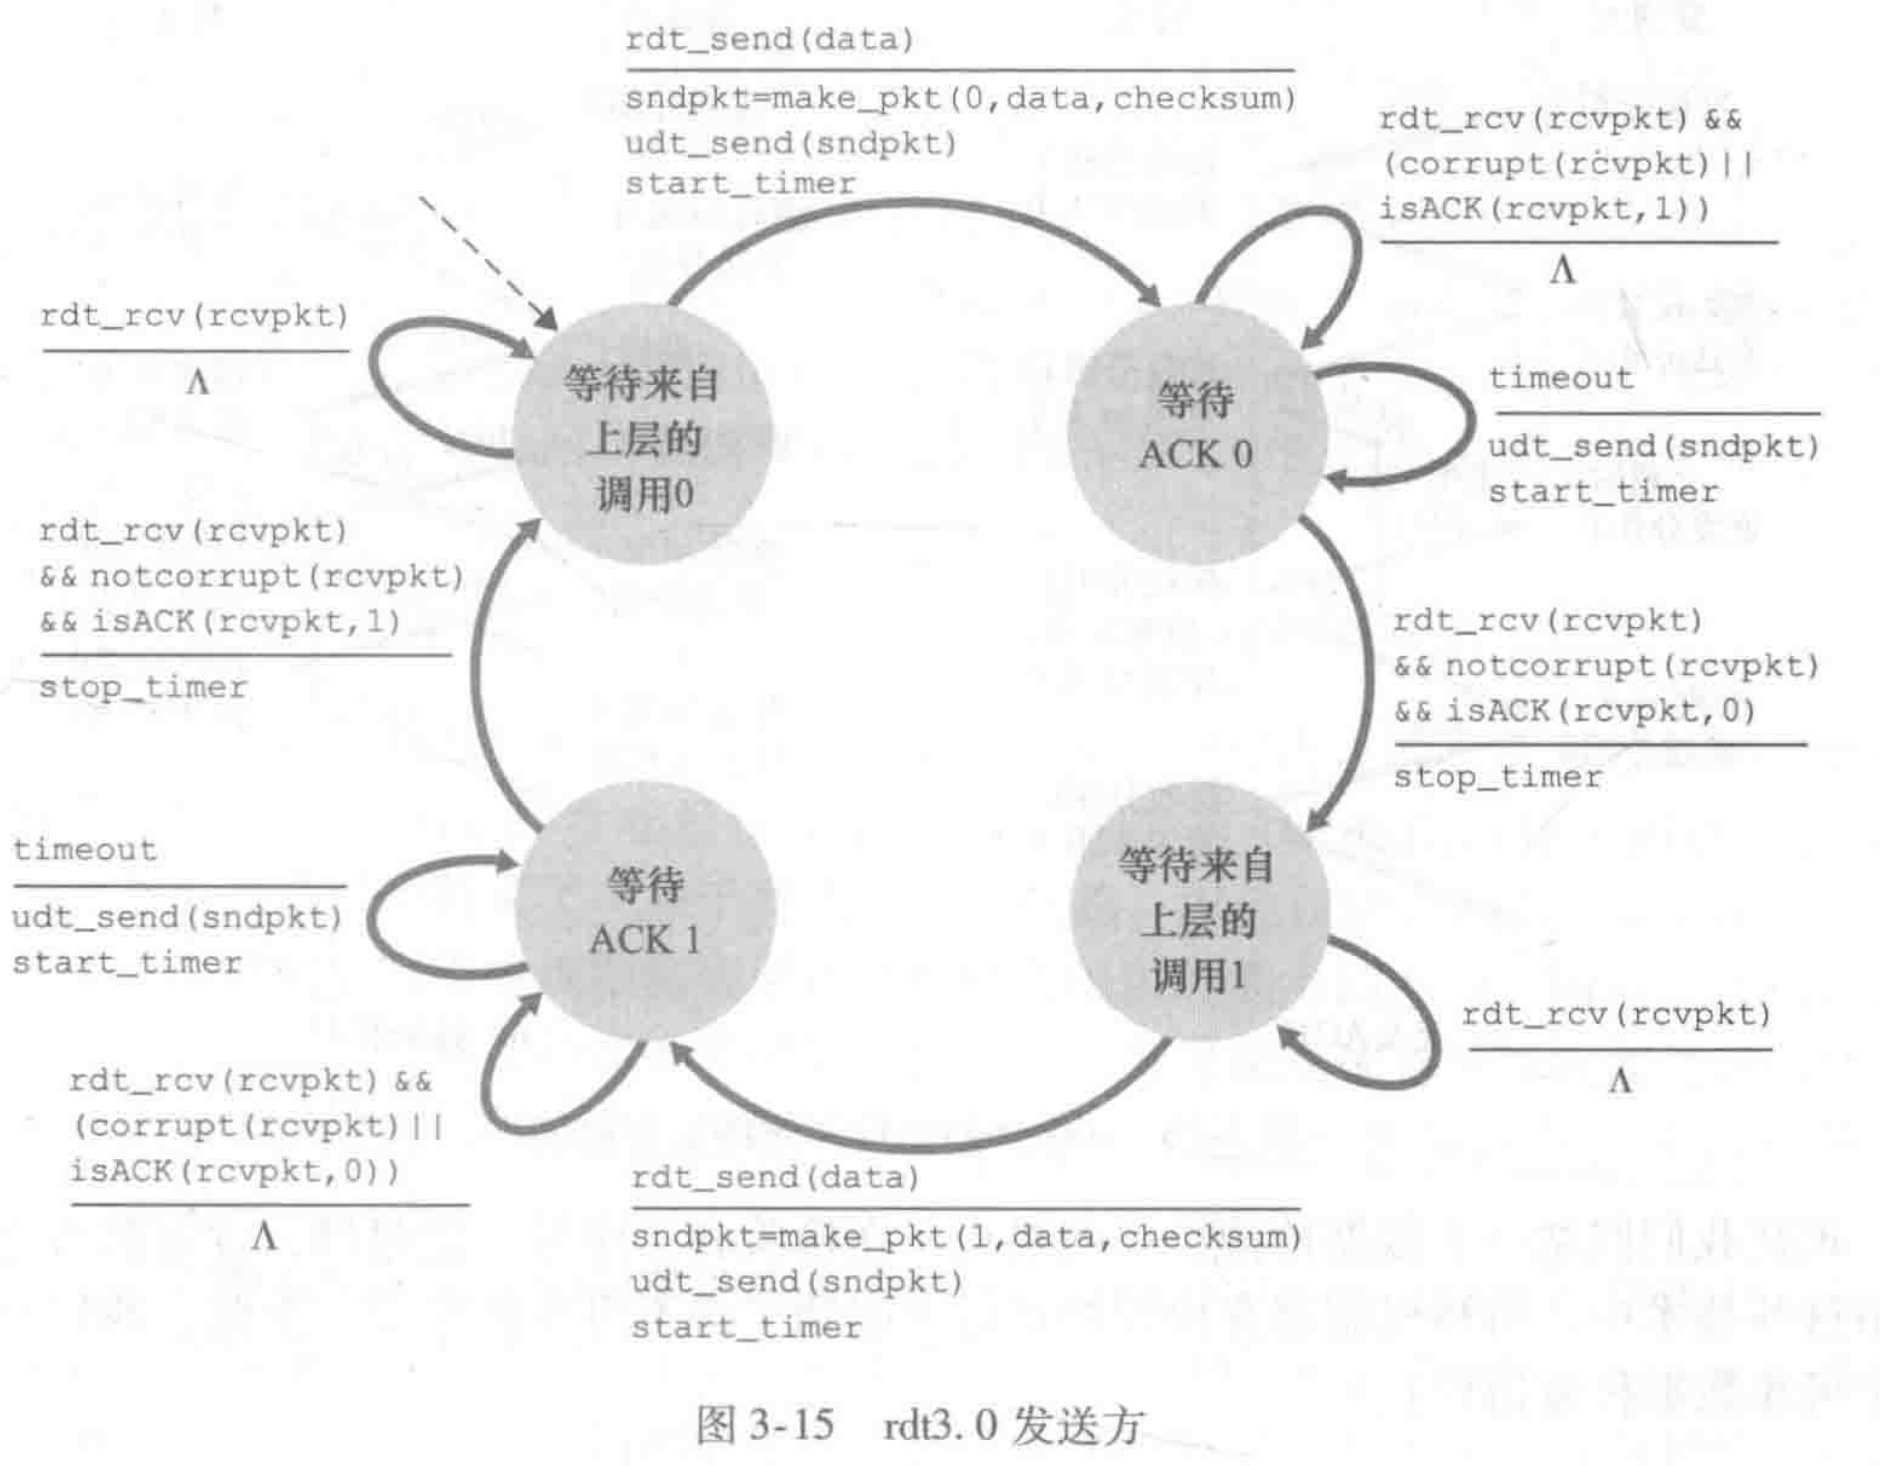 rdt_send(data)
sndpkt=make_pkt(0,data,checksum)
udt_send(sndpkt)
start_timer
rdt_rcv(rcvpkt) &&
(corrupt(rcvpkt)||
isACK(rcvpkt,1))
Λ
rdt_rcv(rcvpkt)
Λ
等待来自
上层的
调用0
等待
ACK 0
timeout
udt_send(sndpkt)
start_timer
rdt_rcv(rcvpkt)
&& notcorrupt(rcvpkt)
&& isACK(rcvpkt,1)
stop_timer
rdt_rcv(rcvpkt)
&& notcorrupt(rcvpkt)
&& isACK(rcvpkt,0)
stop_timer
timeout
udt_send(sndpkt)
start_timer
等待
ACK 1
等待来自
上层的
调用1
rdt_rcv(rcvpkt)
Λ
rdt_rcv(rcvpkt) &&
(corrupt(rcvpkt)||
isACK(rcvpkt,0))
Λ
rdt_send(data)
sndpkt=make_pkt(1,data,checksum)
udt_send(sndpkt)
start_timer
图 3-15 rdt3. 0 发送方